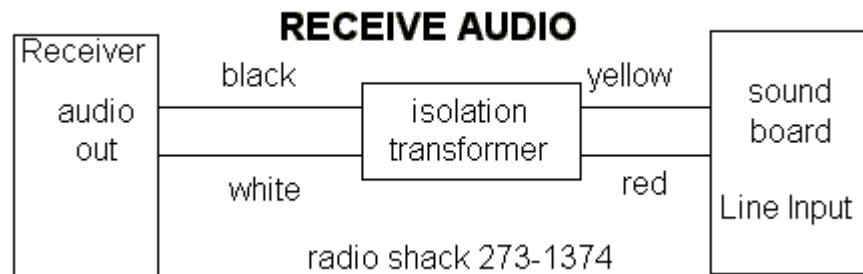 RECEIVE AUDIO
Receiver
audio
out
black
white
isolation
transformer
yellow
red
sound
board
Line Input
radio shack 273-1374